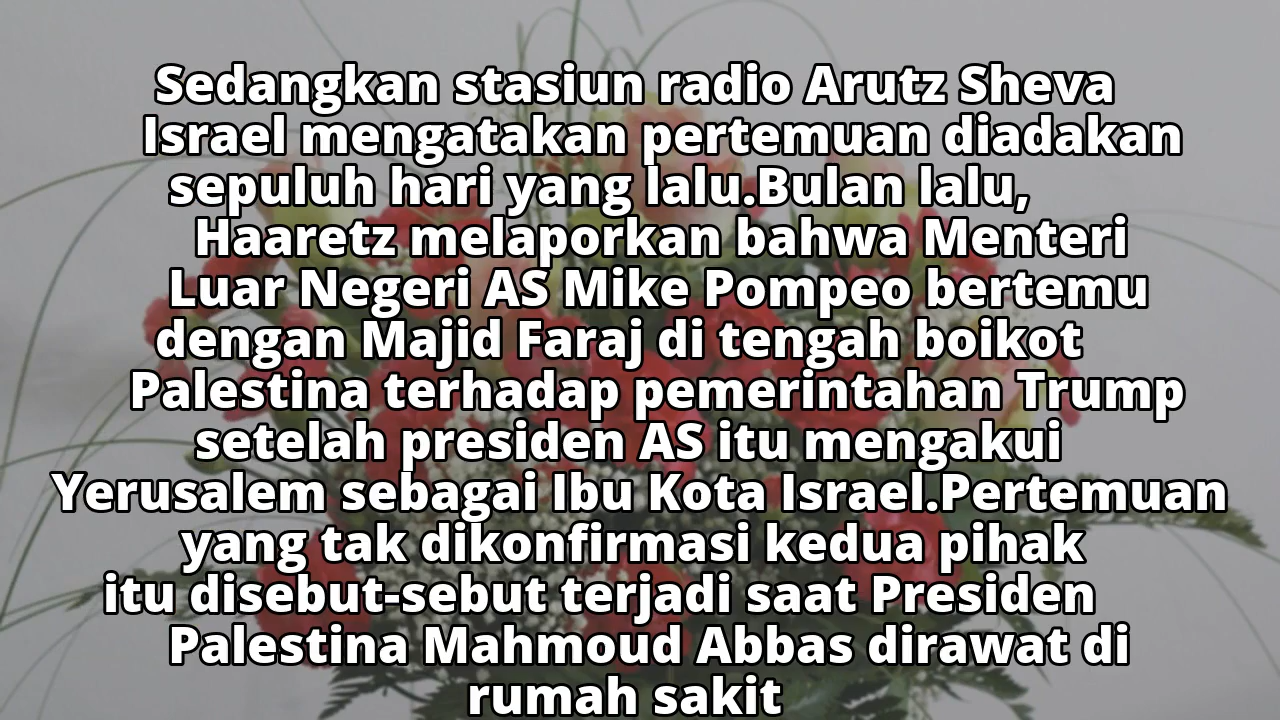 Sedangkan stasiun radio Arutz Sheva
Israel mengatakan pertemuan diadakan
sepuluh hari yang lalu.Bulan lalu,
Haaretz melaporkan bahwa Menteri
Luar Negeri AS Mike Pompeo bertemu
dengan Majid Faraj di tengah boikot
Palestina terhadap pemerintahan Trump
setelah presiden AS itu mengakui
Yerusalem sebagai Ibu Kota Israel.Pertemuan
yang tak dikonfirmasi kedua pihak
itu disebut-sebut terjadi saat Presiden
Palestina Mahmoud Abbas dirawat di
rumah sakit